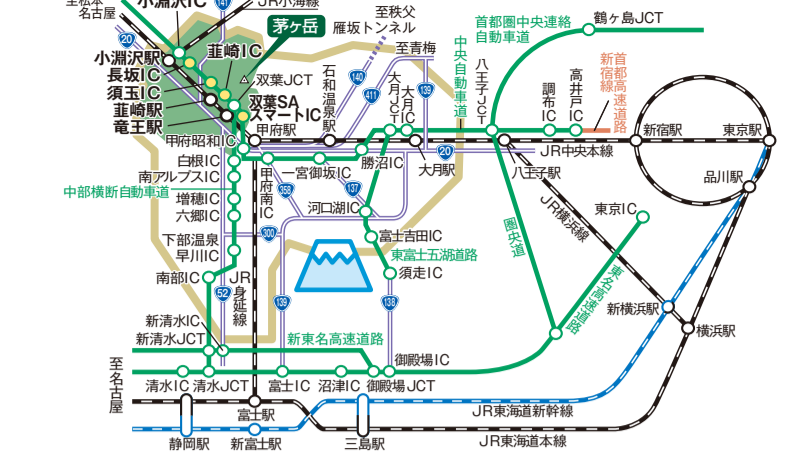 至松本
名古屋
小淵沢IC
141
JR小海線
茅ヶ岳
至秩父
雁坂トンネル
至青梅
首都圏中央連絡
自動車道
鶴ヶ島JCT
20
小淵沢駅
長坂IC
須玉IC
韮崎駅
竜王駅
韮崎IC
双葉JCT
双葉SA
スマートIC
甲府駅
石和温泉駅
140
411
大月JCT
大月IC
139
中央自動車道
八王子JCT
調布IC
高井戸IC
首都高速道路
新宿線
新宿駅
東京駅
甲府昭和IC
白根IC
南アルプスIC
中部横断自動車道
増穂IC
六郷IC
下部温泉
早川IC
南部IC
甲府南IC
一宮御坂IC
勝沼IC
大月駅
20
JR中央本線
八王子駅
品川駅
358
137
河口湖IC
300
富士吉田IC
東富士五湖道路
須走IC
JR横浜線
圏央道
東京IC
東名高速道路
52
JR
身延線
139
138
新横浜駅
横浜駅
新清水IC
新清水JCT
新東名高速道路
御殿場IC
至名古屋
清水IC
清水JCT
富士IC
沼津IC
御殿場JCT
富士駅
JR東海道新幹線
静岡駅
新富士駅
三島駅
JR東海道本線